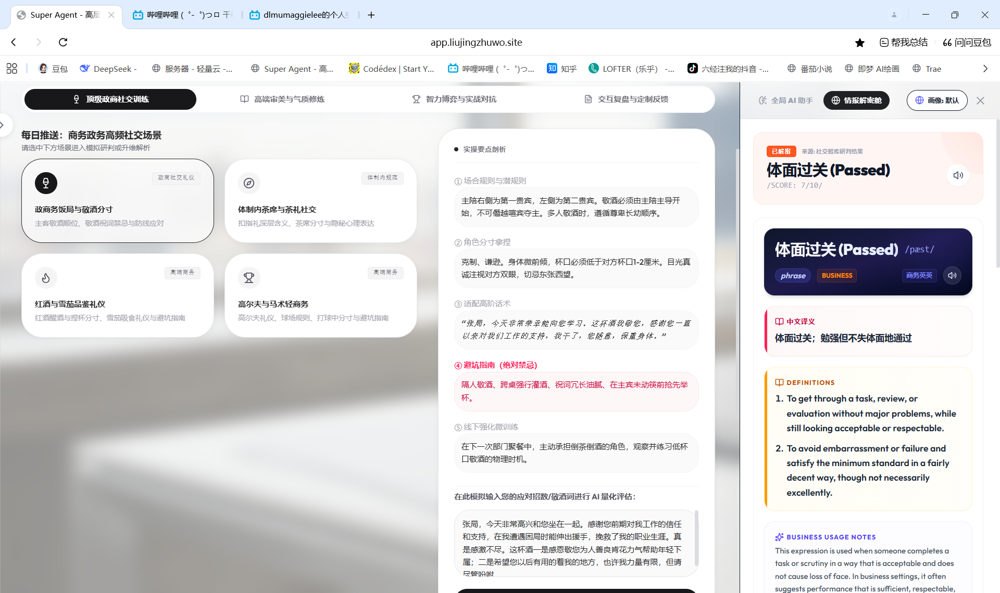 Super Agent - 高层
哔哩哔哩 (゜-゜)つロ 干杯
dlmumaggielee的个人空
app.liujingzhuwo.site
帮我总结
问问豆包
豆包
DeepSeek -
服务器 - 轻量云 -...
Super Agent - 高...
Codédex | Start Y...
哔哩哔哩 (゜-゜)つ...
知乎
LOFTER（乐乎） -...
六经注我的抖音 -...
番茄小说
即梦 AI绘画
Trae
顶级政商社交训练
高端审美与气质修炼
智力博弈与实战对抗
交互复盘与定制反馈
每日推送：商务政务高频社交场景
请选中下方场景进入模拟研判或升维解析
政商社交礼仪
政商务饭局与敬酒分寸
主客敬酒顺位、敬酒祝词禁忌与防线应对
体制内规范
体制内茶席与茶礼社交
扣指礼深层含义、茶席分寸与隐秘心理表达
高端商务
红酒与雪茄品鉴礼仪
红酒醒酒与捏杯分寸、雪茄吸食礼仪与避坑指南
高端商务
高尔夫与马术轻商务
高尔夫礼仪、球场规则、打球中分寸与避坑指南
实操要点剖析
① 场合规则与潜规则
主陪右侧为第一贵宾，左侧为第二贵宾。敬酒必须由主陪主导开
始，不可僭越喧宾夺主。多人敬酒时，遵循尊卑长幼顺序。
② 角色分寸拿捏
克制、谦逊。身体微前倾，杯口必须低于对方杯口1-2厘米。目光真
诚注视对方双眼，切忌东张西望。
③ 适配高阶话术
“张局，今天非常荣幸能向您学习。这杯酒我敬您，感谢您一直
以来对我们工作的支持，我干了，您随意，保重身体。”
④ 避坑指南（绝对禁忌）
隔人敬酒、跨桌强行灌酒、祝词冗长油腻、在主宾未动筷前抢先举
杯。
⑤ 线下强化微训练
在下一次部门聚餐中，主动承担倒茶倒酒的角色，观察并练习低杯
口敬酒的物理时机。
在此模拟输入您的应对招数/敬酒词进行 AI 量化评估：
张局，今天非常高兴和您坐在一起。感谢您前期对我工作的信任
和支持，在我遭遇困局时能伸出援手，挽救了我的职业生涯。真
是感激不尽。这杯酒一是感恩敬您为人善良肯花力气帮助年轻下
属；二是希望您以后有用的着我的地方，也许我力量有限，但请
尽管吩咐
全局 AI 助手
情报解密舱
画像: 默认
已解密
来源: 社交智库研判结果
体面过关 (Passed)
/SCORE: 7/10/
体面过关 (Passed) /pæst/
phrase
BUSINESS
商务英英
中文译义
体面过关；勉强但不失体面地通过
DEFINITIONS
1. To get through a task, review, or
evaluation without major problems, while
still looking acceptable or respectable.
2. To avoid embarrassment or failure and
satisfy the minimum standard in a fairly
decent way, though not necessarily
excellently.
BUSINESS USAGE NOTES
This expression is used when someone completes a
task or scrutiny in a way that is acceptable and does
not cause loss of face. In business settings, it often
suggests performance that is sufficient, respectable,